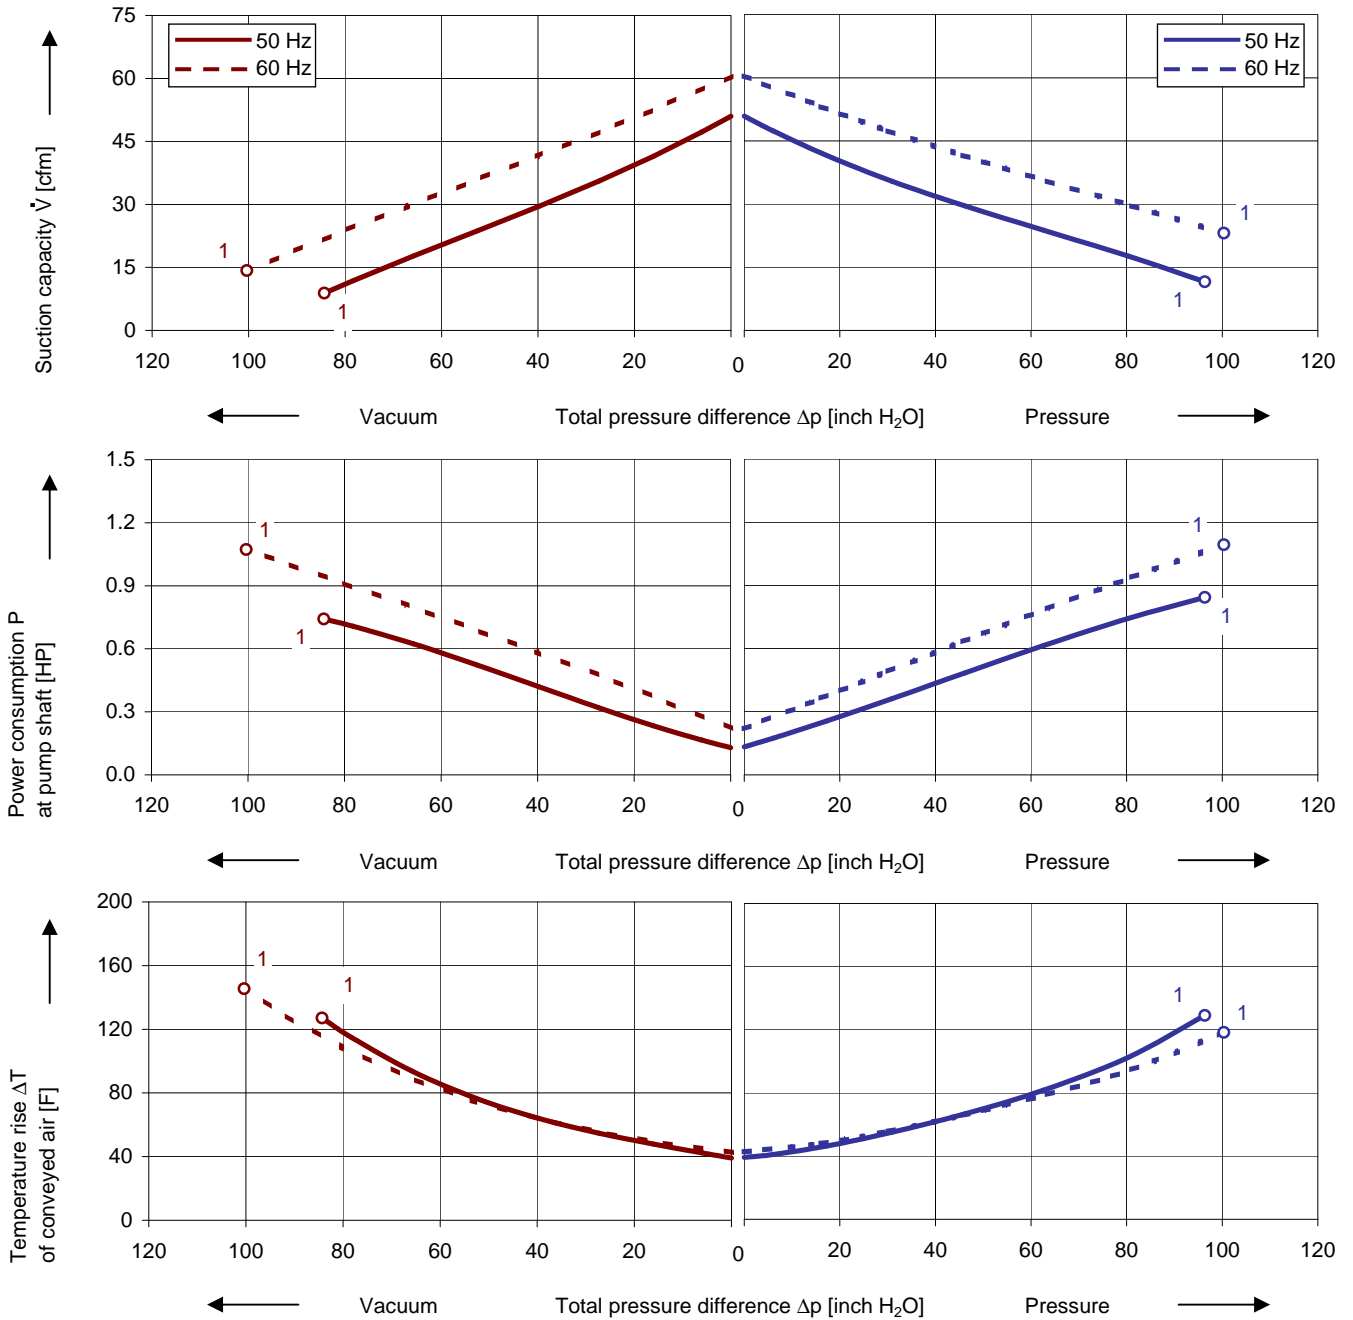 75
60
45
30
15
0
Suction capacity V̇ [cfm]
50 Hz
60 Hz
50 Hz
60 Hz
1
1
1
1
120 100 80 60 40 20 0 20 40 60 80 100 120
Vacuum Total pressure difference Δp [inch H₂O] Pressure
1.5
1.2
0.9
0.6
0.3
0.0
Power consumption P
at pump shaft [HP]
1
1
1
1
120 100 80 60 40 20 0 20 40 60 80 100 120
Vacuum Total pressure difference Δp [inch H₂O] Pressure
200
160
120
80
40
0
Temperature rise ΔT
of conveyed air [F]
1
1
1
1
120 100 80 60 40 20 0 20 40 60 80 100 120
Vacuum Total pressure difference Δp [inch H₂O] Pressure